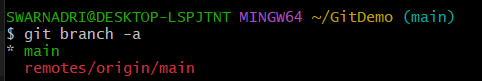 SWARNADRI@DESKTOP-LSPJTNT MINGW64 ~/GitDemo (main)
$ git branch -a
* main
  remotes/origin/main